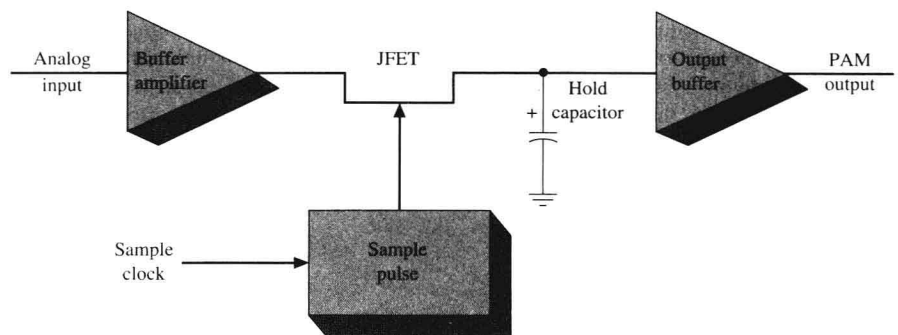 Analog
input
Buffer
amplifier
JFET
Hold
capacitor
+
Output
buffer
PAM
output
Sample
clock
Sample
pulse